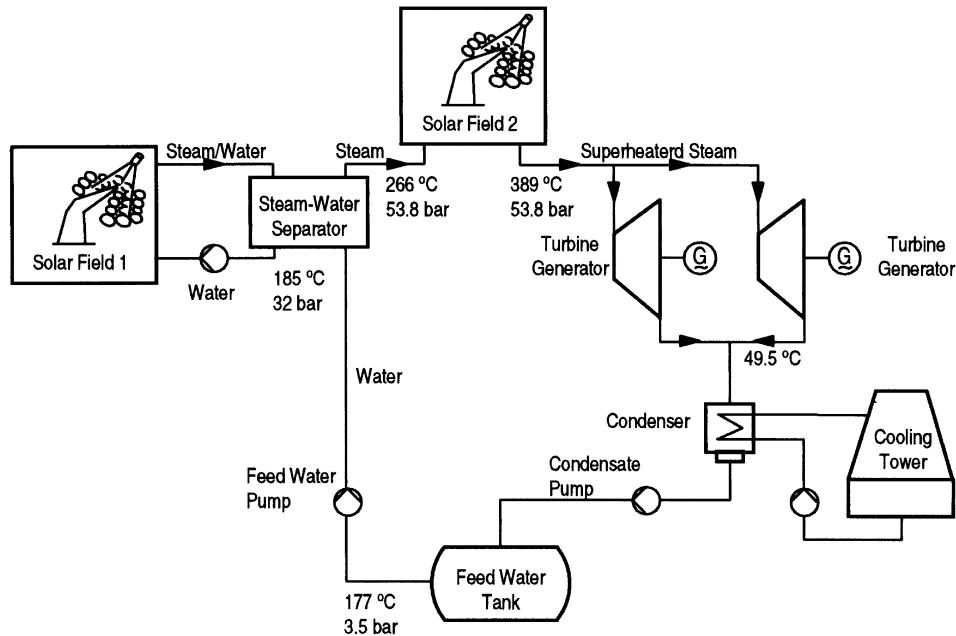 Solar Field 2
Steam/Water
Steam
Superheaterd Steam
266 ºC
53.8 bar
389 ºC
53.8 bar
Steam-Water
Separator
Solar Field 1
Turbine
Generator
G
G
Turbine
Generator
Water
185 ºC
32 bar
49.5 ºC
Water
Condenser
Cooling
Tower
Feed Water
Pump
Condensate
Pump
Feed Water
Tank
177 ºC
3.5 bar